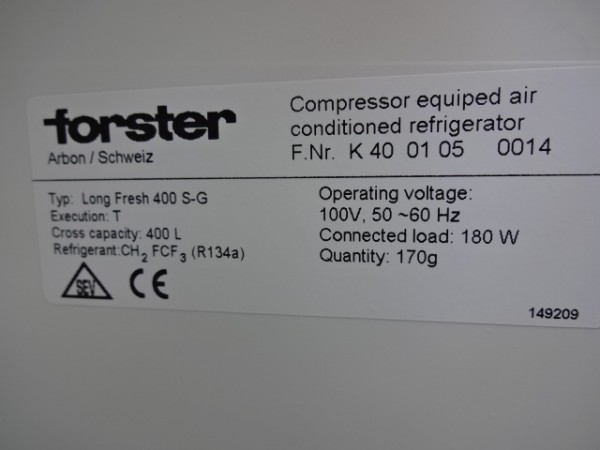 forster
Arbon / Schweiz
Compressor equiped air
conditioned refrigerator
F.Nr. K 40 01 05 0014
Typ: Long Fresh 400 S-G
Execution: T
Cross capacity: 400 L
Refrigerant:CH2 FCF3 (R134a)
SEV CE
Operating voltage:
100V, 50 ~60 Hz
Connected load: 180 W
Quantity: 170g
149209